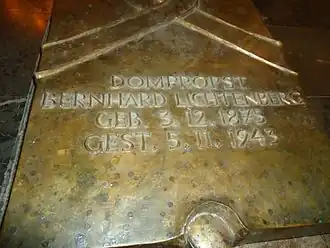 DOMPROPST
BERNHARD LICHTENBERG
GEB. 3. 12. 1875
GEST. 5. 11. 1943